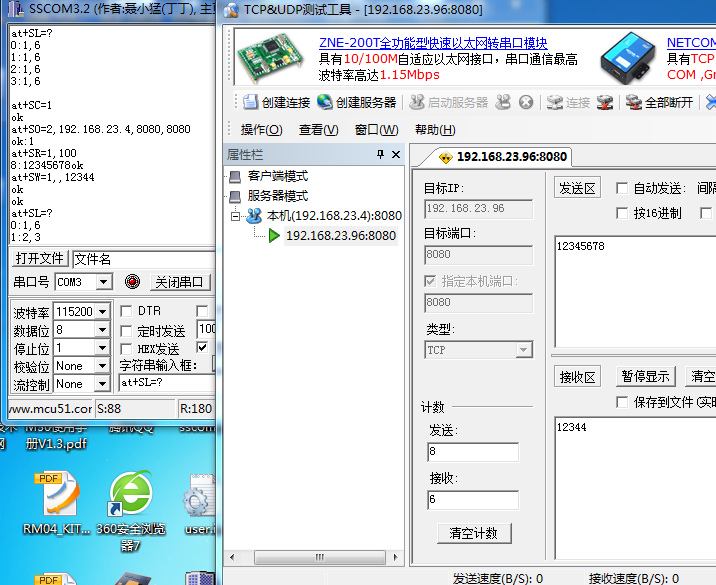 SSCOM3.2 (作者:聂小猛(丁丁), 主
at+SL=?
0:1,6
1:1,6
2:1,6
3:1,6
at+SC=1
ok
at+SO=2,192.168.23.4,8080,8080
ok:1
at+SR=1,100
8:12345678ok
at+SW=1,,12344
ok
ok
at+SL=?
0:1,6
1:2,3
打开文件 文件名
串口号 COM3 关闭串口
波特率 115200 DTR
数据位 8 定时发送 100
停止位 1 HEX发送
校验位 None 字符串输入框:
流控制 None at+SL=?
www.mcu51.cor S:88 R:180
册V1.3.pdf
PDF
RM04_KIT...
360安全浏览
器7
user.
PDF
TCP&UDP测试工具 - [192.168.23.96:8080]
ZNE-200T全功能型快速以太网转串口模块
具有10/100M自适应以太网接口，串口通信最高
波特率高达1.15Mbps
NETCOM
具有TCP
COM ,Gr
创建连接 创建服务器 启动服务器 连接 全部断开
操作(O) 查看(V) 窗口(W) 帮助(H)
属性栏
客户端模式
服务器模式
本机(192.168.23.4):8080
192.168.23.96:8080
192.168.23.96:8080
目标IP:
192.168.23.96
目标端口:
8080
指定本机端口:
8080
类型:
TCP
计数
发送:
8
接收:
6
清空计数
发送区 自动发送: 间隔
按16进制
12345678
接收区 暂停显示 清空
保存到文件(实时
12344
发送速度(B/S): 0 接收速度(B/S): 0